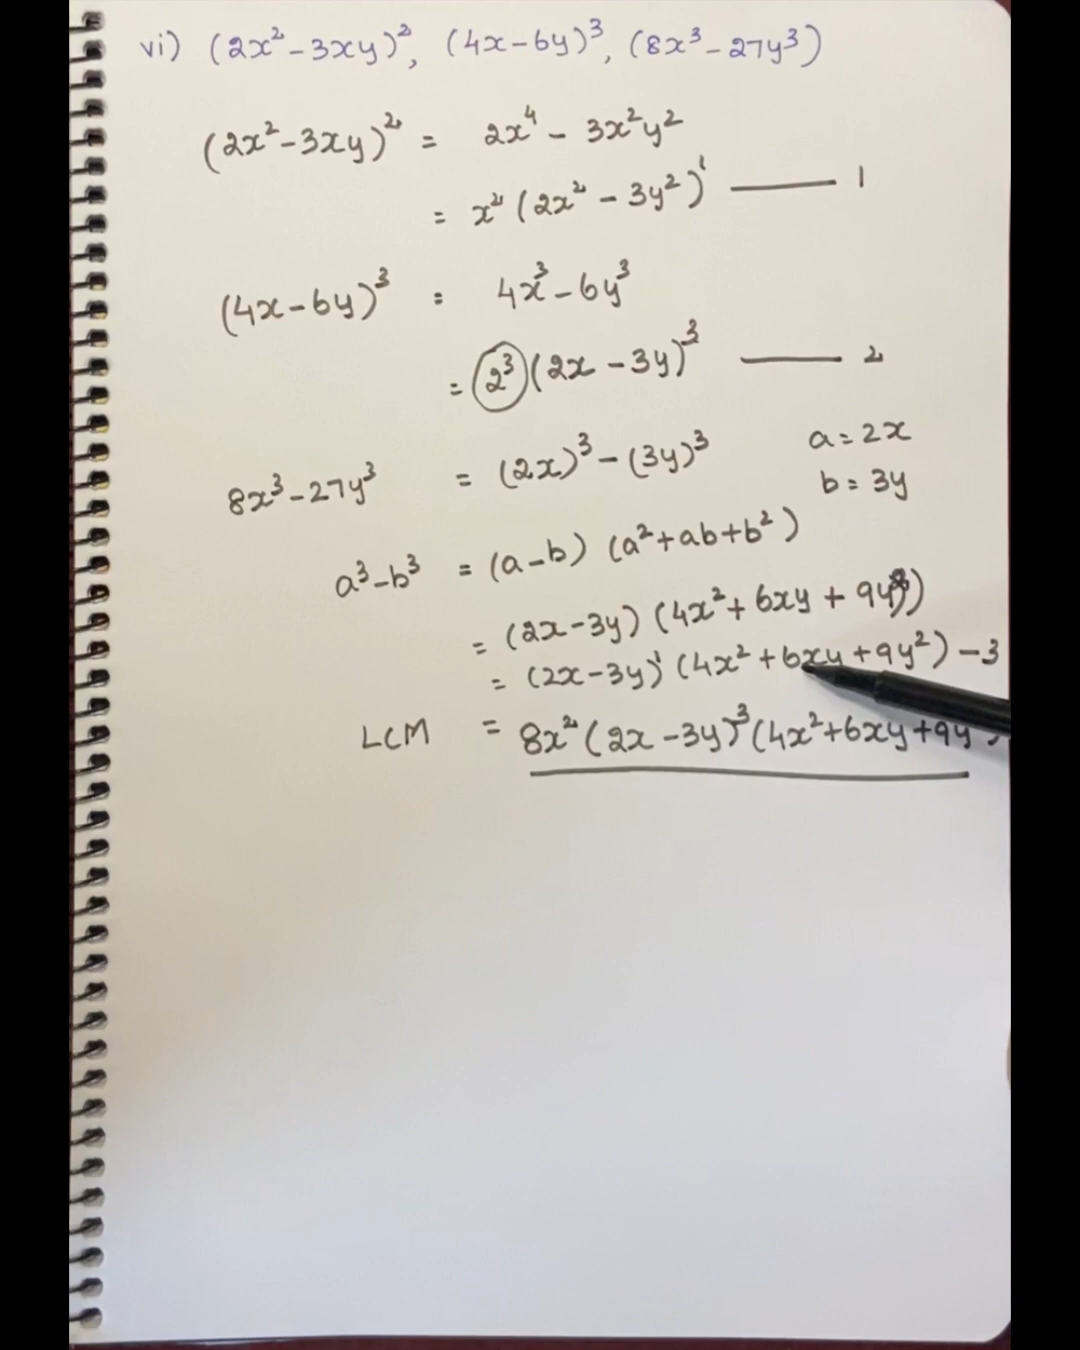 vi) (2x² - 3xy)², (4x - 6y)³, (8x³ - 27y³)
(2x² - 3xy)² = 2x⁴ - 3x²y²
= x² (2x² - 3y²)¹ —— 1
(4x - 6y)³ = 4x³ - 6y³
= 2³ (2x - 3y)³ —— 2
8x³ - 27y³ = (2x)³ - (3y)³ a = 2x
b = 3y
a³ - b³ = (a - b) (a² + ab + b²)
= (2x - 3y) (4x² + 6xy + 9y²)
= (2x - 3y)¹ (4x² + 6xy + 9y²) - 3
LCM = 8x² (2x - 3y)³ (4x² + 6xy + 9y